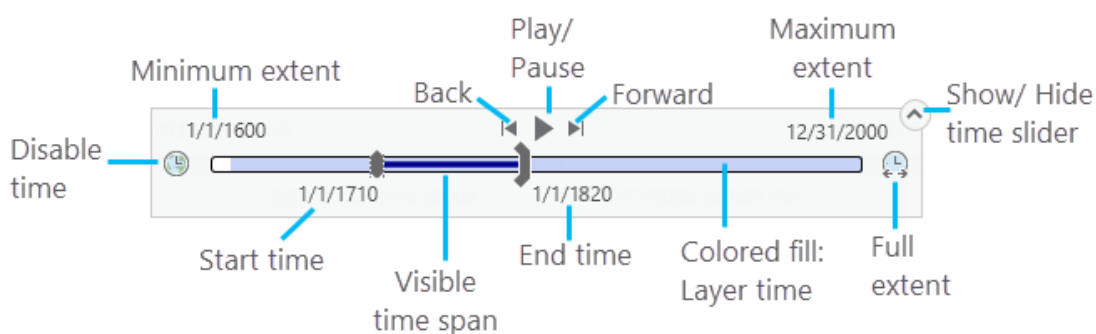 Play/
Pause
Maximum
extent
Minimum extent
Back
Forward
Show/ Hide
time slider
1/1/1600
12/31/2000
Disable
time
1/1/1710
1/1/1820
Start time
Visible
time span
End time
Colored fill:
Layer time
Full
extent